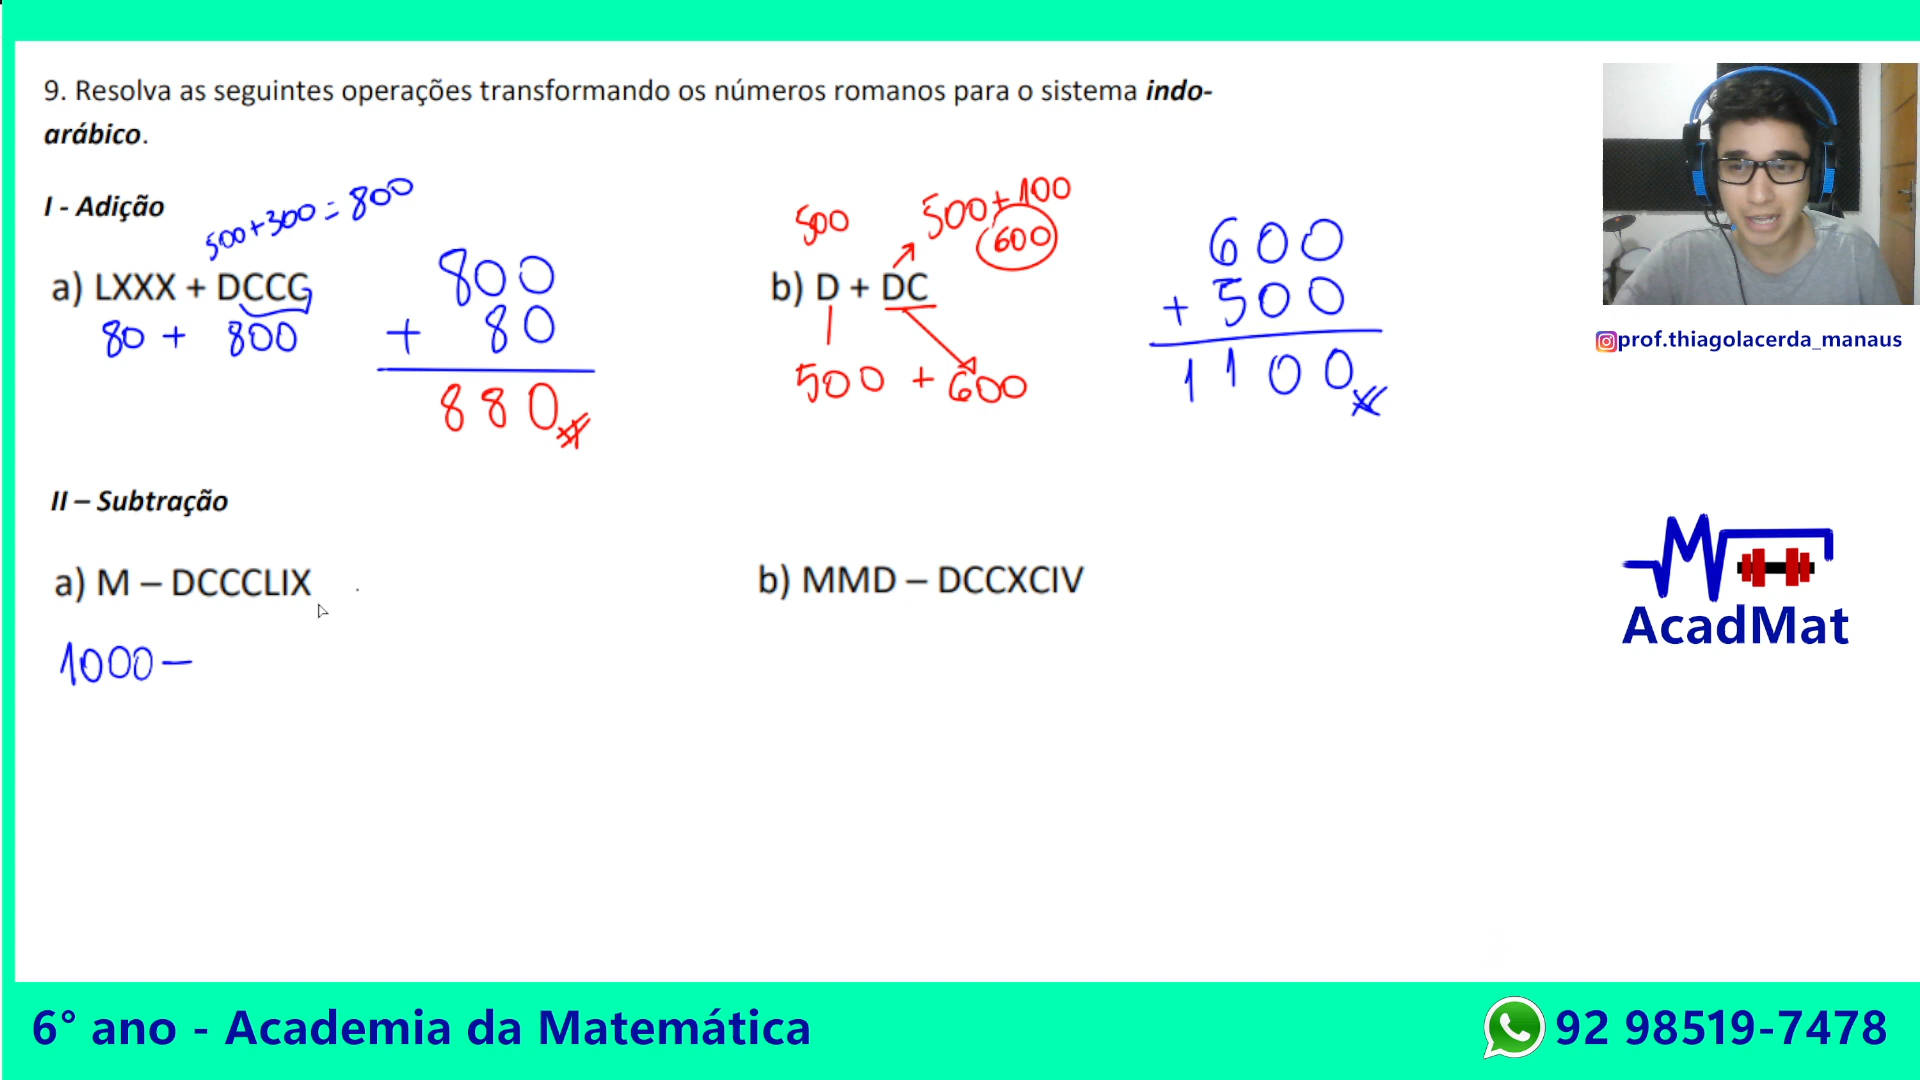 9. Resolva as seguintes operações transformando os números romanos para o sistema indo-
arábico.
I - Adição
500+300=800
a) LXXX + DCCC
80 + 800
800
+ 80
880
500
500+100
600
b) D + DC
500 + 600
600
+ 500
1100
prof.thiagolacerda_manaus
II – Subtração
a) M – DCCCLIX
1000 –
b) MMD – DCCXCIV
AcadMat
6° ano - Academia da Matemática
92 98519-7478